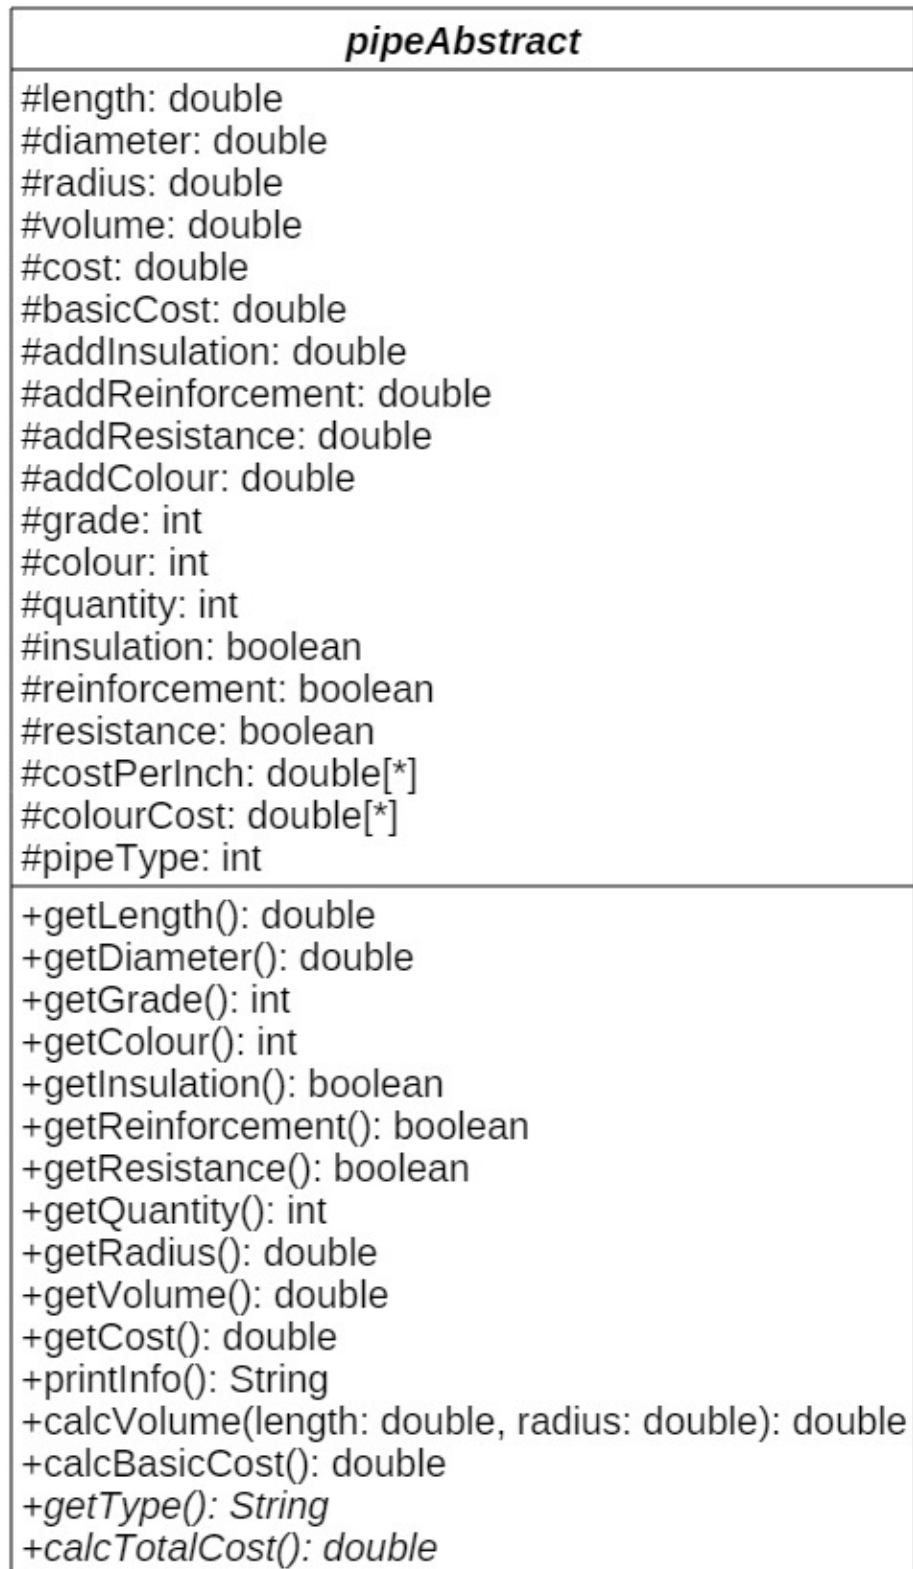 pipeAbstract
#length: double
#diameter: double
#radius: double
#volume: double
#cost: double
#basicCost: double
#addInsulation: double
#addReinforcement: double
#addResistance: double
#addColour: double
#grade: int
#colour: int
#quantity: int
#insulation: boolean
#reinforcement: boolean
#resistance: boolean
#costPerInch: double[*]
#colourCost: double[*]
#pipeType: int
+getLength(): double
+getDiameter(): double
+getGrade(): int
+getColour(): int
+getInsulation(): boolean
+getReinforcement(): boolean
+getResistance(): boolean
+getQuantity(): int
+getRadius(): double
+getVolume(): double
+getCost(): double
+printInfo(): String
+calcVolume(length: double, radius: double): double
+calcBasicCost(): double
+getType(): String
+calcTotalCost(): double